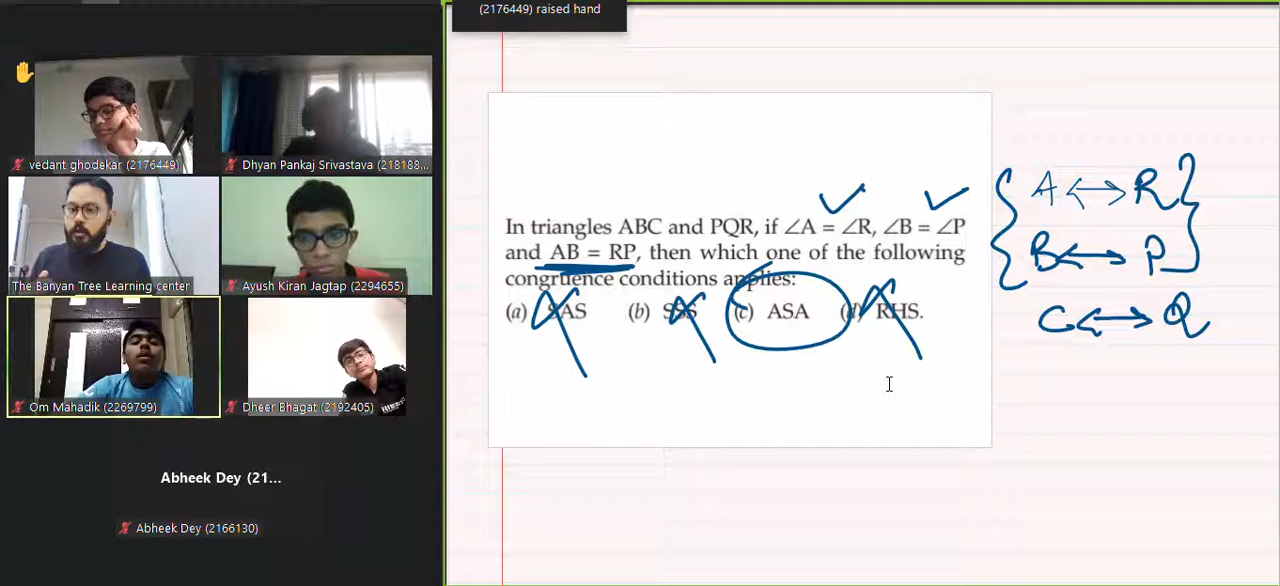 (2176449) raised hand
vedant ghodekar (2176449)
Dhyan Pankaj Srivastava (218188...
The Banyan Tree Learning center
Ayush Kiran Jagtap (2294655)
Om Mahadik (2269799)
Dheer Bhagat (2192405)
Abheek Dey (21...
Abheek Dey (2166130)
In triangles ABC and PQR, if ∠A = ∠R, ∠B = ∠P
and AB = RP, then which one of the following
congruence conditions applies:
(a) SAS (b) SSS (c) ASA (d) RHS.
A ↔ R
B ↔ P
C ↔ Q